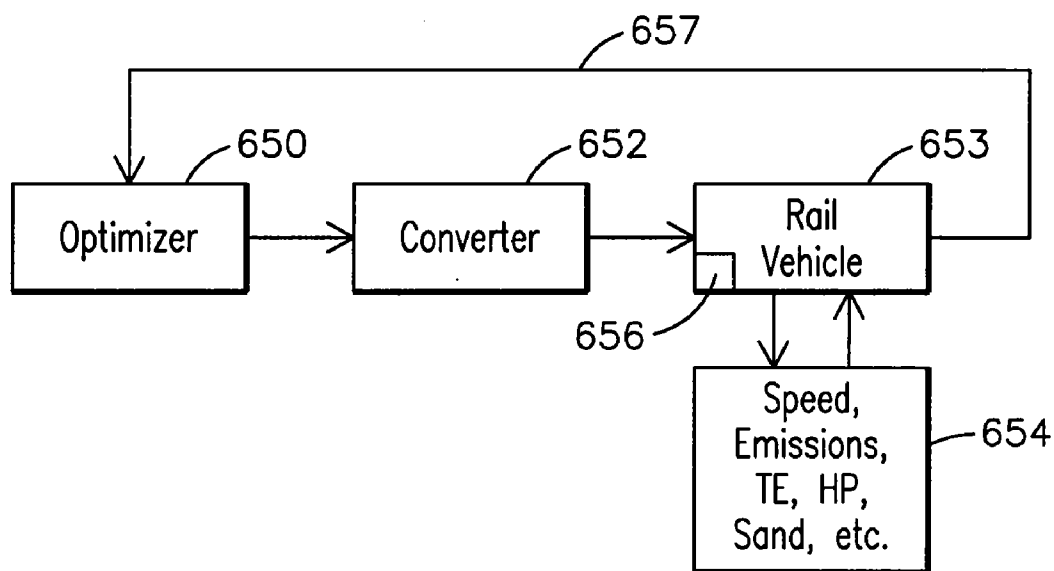 657
650
652
653
Optimizer
Converter
Rail
Vehicle
656
Speed,
Emissions,
TE, HP,
Sand, etc.
654